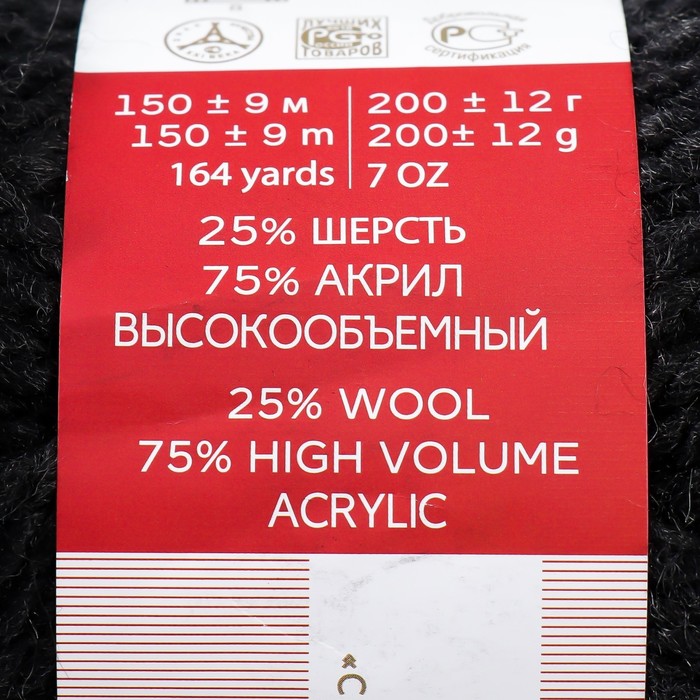 ЛУЧШИХ
ТОВАРОВ
Добровольная
сертификация
150 ± 9 м 200 ± 12 г
150 ± 9 m 200± 12 g
164 yards 7 OZ
25% ШЕРСТЬ
75% АКРИЛ
ВЫСОКООБЪЕМНЫЙ
25% WOOL
75% HIGH VOLUME
ACRYLIC